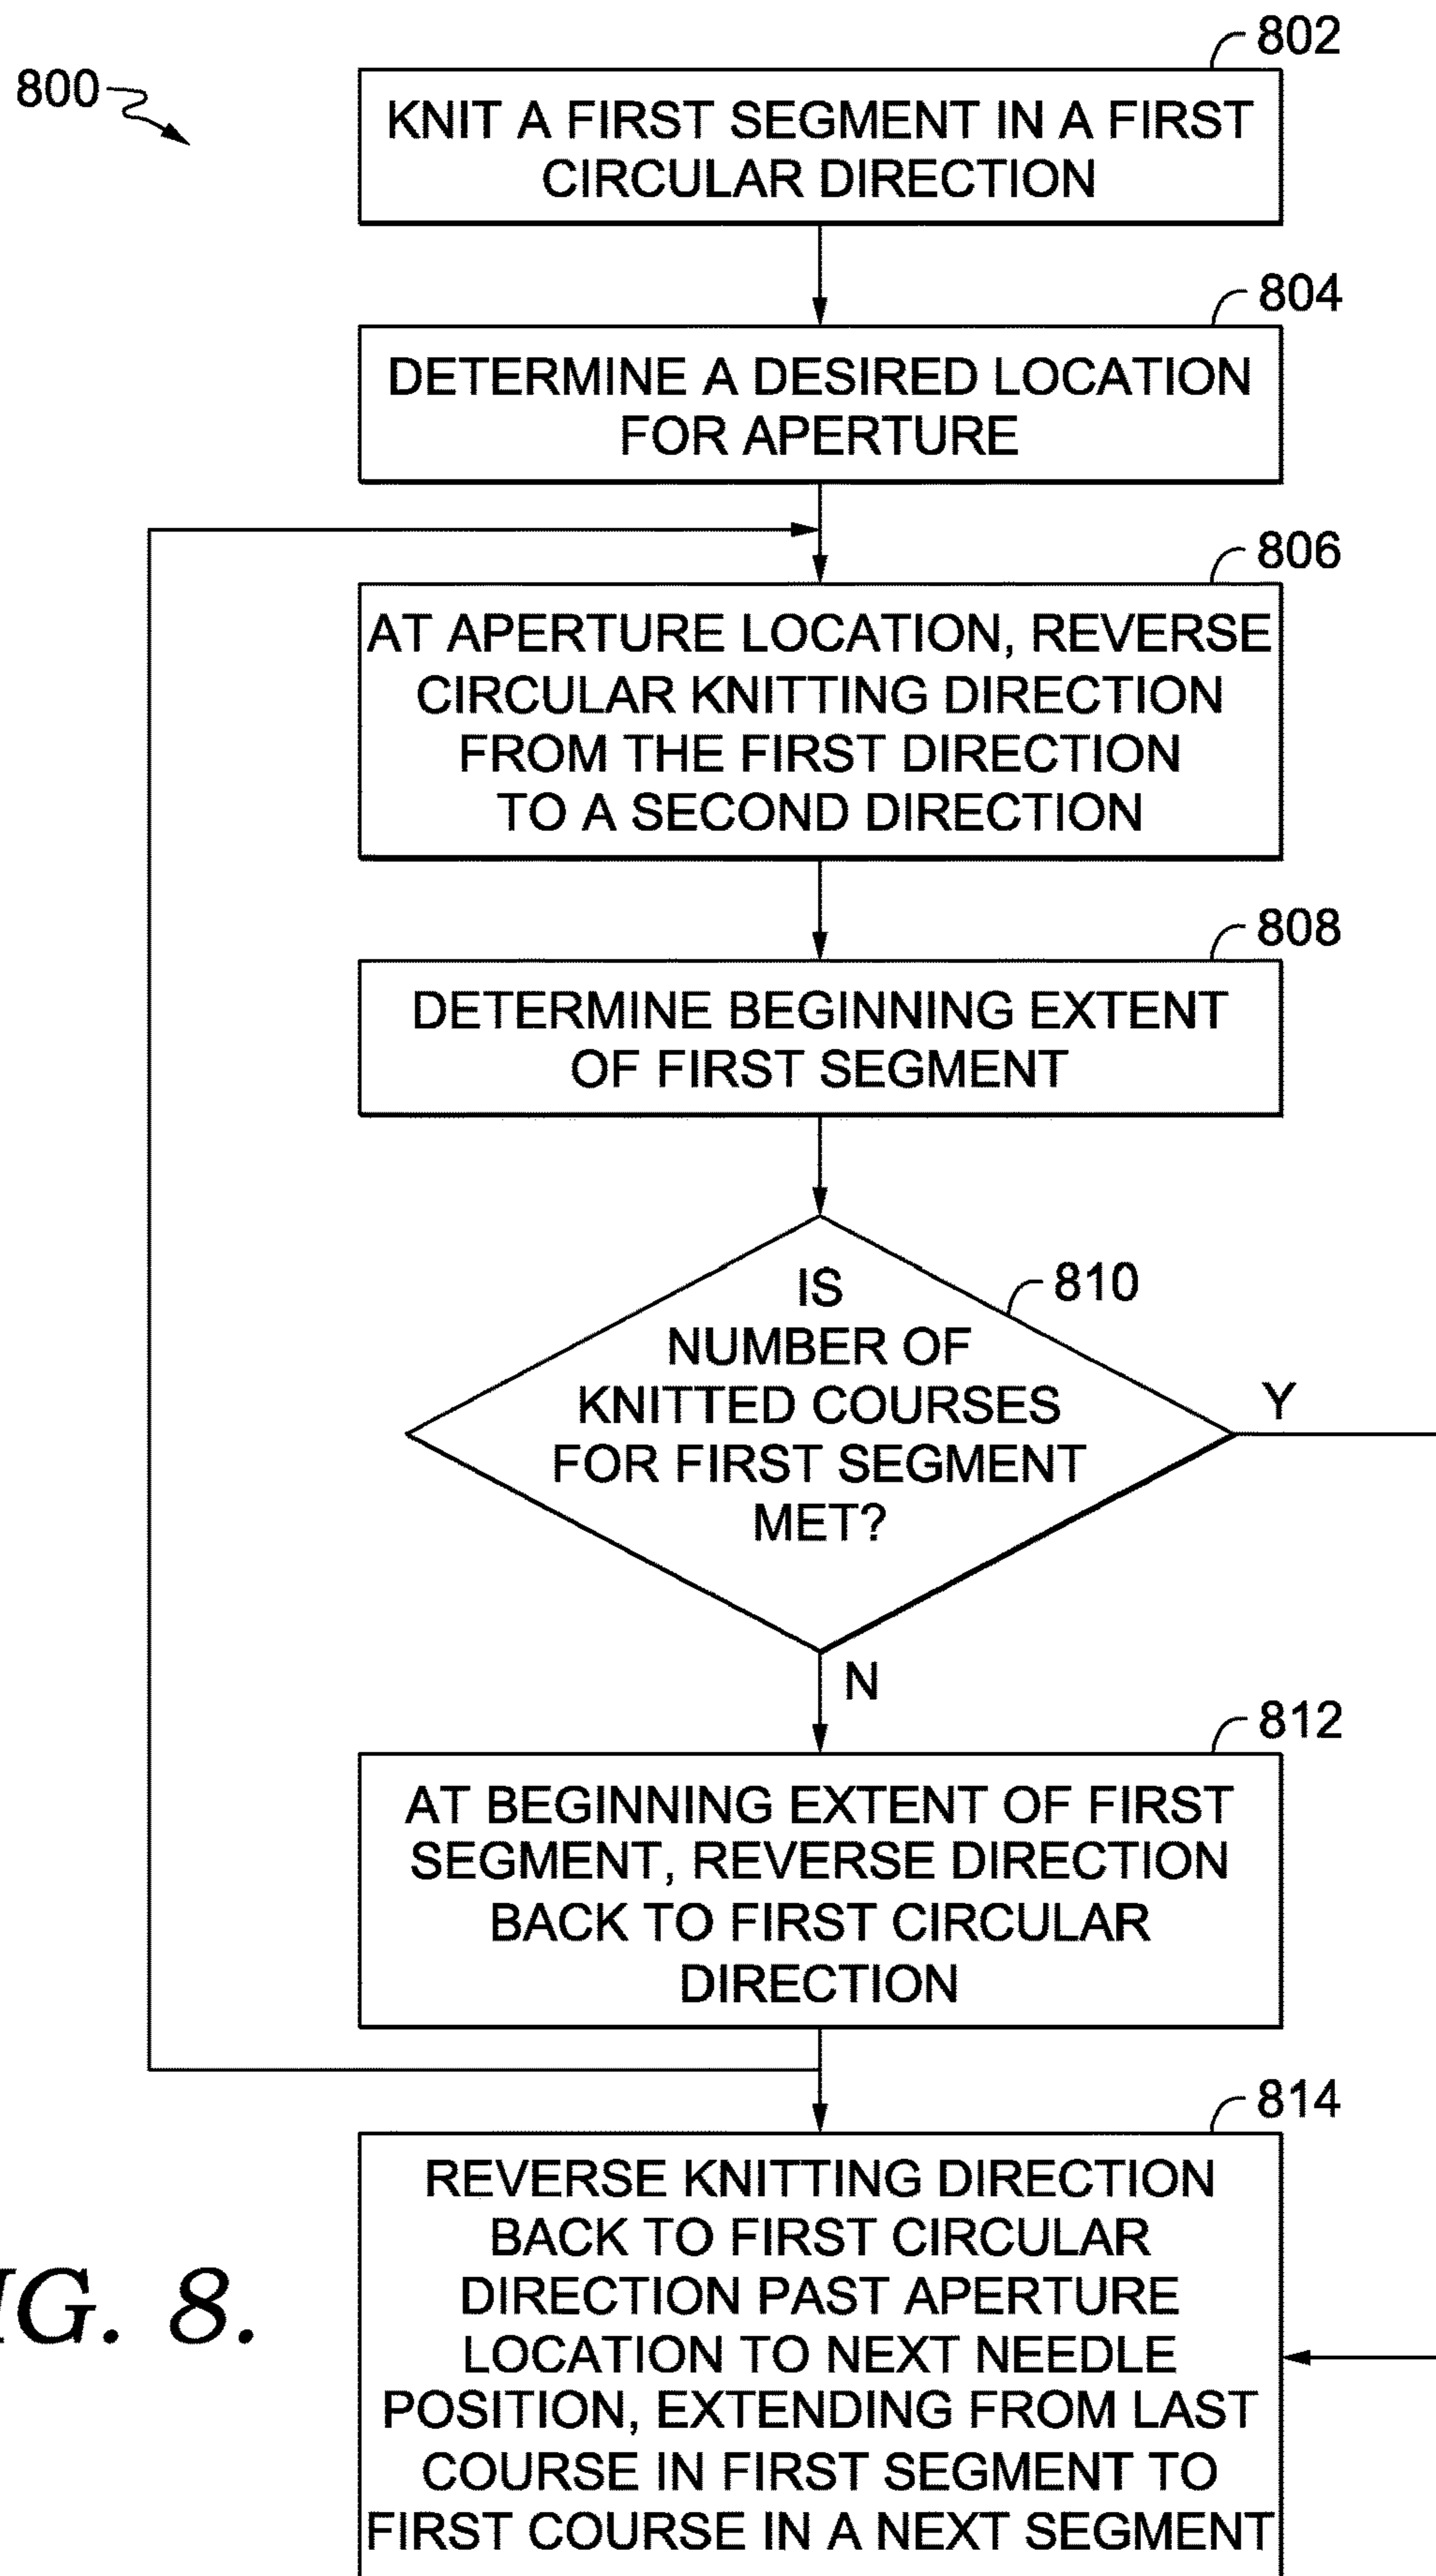 800
802
KNIT A FIRST SEGMENT IN A FIRST
CIRCULAR DIRECTION
804
DETERMINE A DESIRED LOCATION
FOR APERTURE
806
AT APERTURE LOCATION, REVERSE
CIRCULAR KNITTING DIRECTION
FROM THE FIRST DIRECTION
TO A SECOND DIRECTION
808
DETERMINE BEGINNING EXTENT
OF FIRST SEGMENT
810
IS
NUMBER OF
KNITTED COURSES
FOR FIRST SEGMENT
MET?
Y
N
812
AT BEGINNING EXTENT OF FIRST
SEGMENT, REVERSE DIRECTION
BACK TO FIRST CIRCULAR
DIRECTION
814
REVERSE KNITTING DIRECTION
BACK TO FIRST CIRCULAR
DIRECTION PAST APERTURE
LOCATION TO NEXT NEEDLE
POSITION, EXTENDING FROM LAST
COURSE IN FIRST SEGMENT TO
FIRST COURSE IN A NEXT SEGMENT
IG. 8.